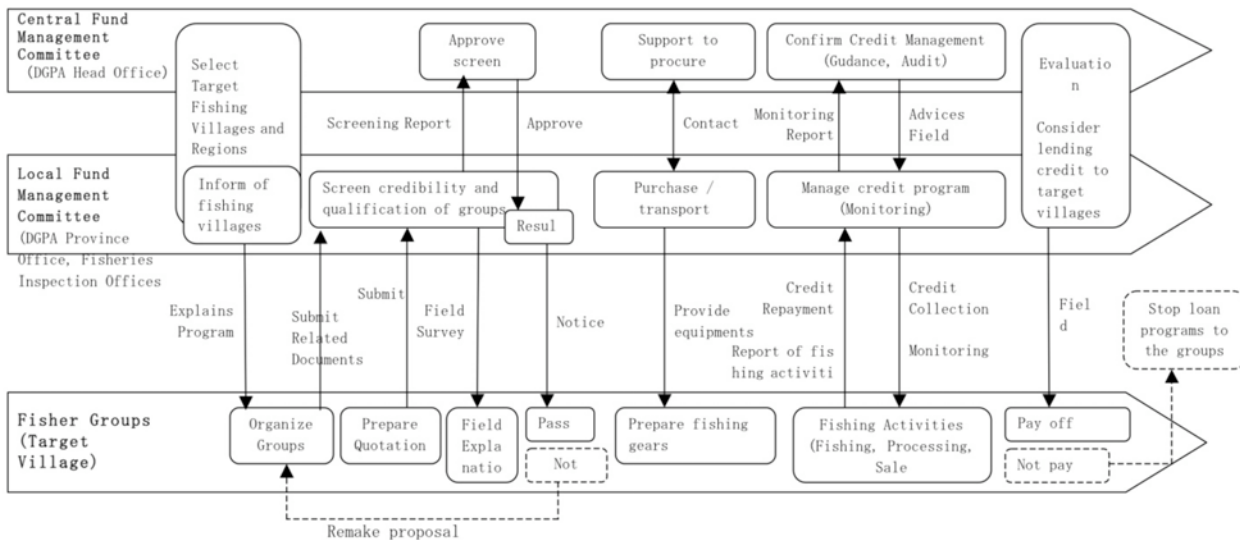 Central Fund
Management
Committee
(DGPA Head Office)
Select
Target
Fishing
Villages and
Regions
Approve
screen
Support to
procure
Confirm Credit Management
(Gudance, Audit)
Evaluatio
n
Consider
lending
credit to
target
villages
Screening Report
Approve
Contact
Monitoring
Report
Advices
Field
Local Fund
Management
Committee
(DGPA Province
Office, Fisheries
Inspection Offices
Inform of
fishing
villages
Screen credibility and
qualification of groups
Resul
Purchase /
transport
Manage credit program
(Monitoring)
Explains
Program
Submit
Related
Documents
Submit
Field
Survey
Notice
Provide
equipments
Credit
Repayment
Report of fis
hing activiti
Credit
Collection
Monitoring
Fiel
d
Stop loan
programs to
the groups
Fisher Groups
(Target
Village)
Organize
Groups
Prepare
Quotation
Field
Expla
natio
Pass
Not
Prepare fishing
gears
Fishing Activities
(Fishing, Processing,
Sale
Pay off
Not pay
Remake proposal